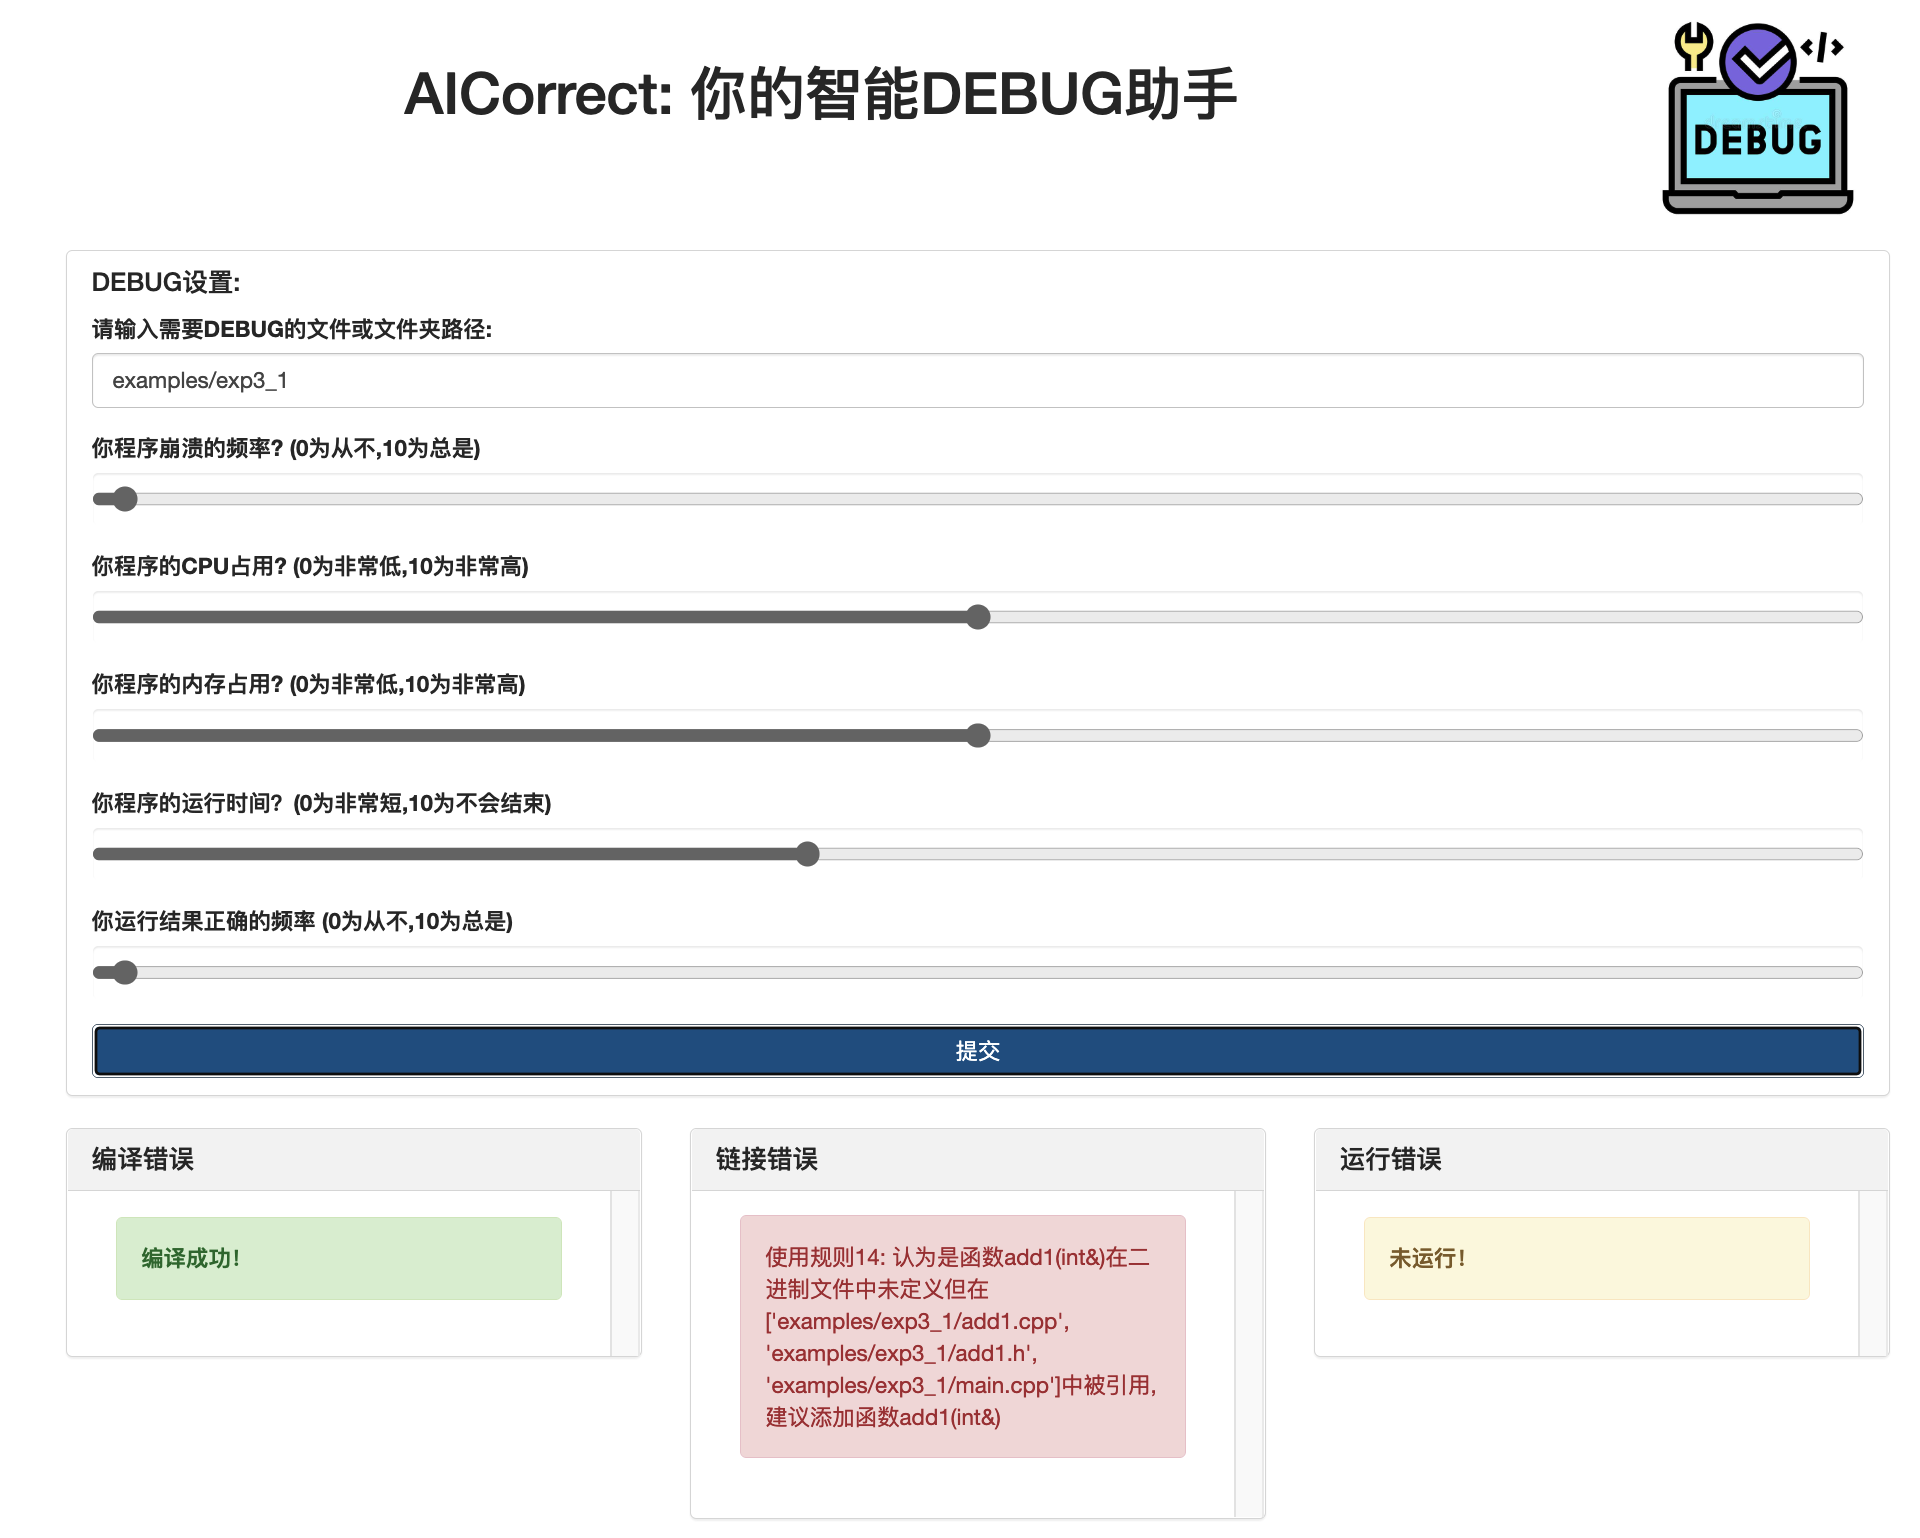 AICorrect: 你的智能DEBUG助手
</>
DEBUG
DEBUG设置:
请输入需要DEBUG的文件或文件夹路径:
examples/exp3_1
你程序崩溃的频率? (0为从不,10为总是)
你程序的CPU占用? (0为非常低,10为非常高)
你程序的内存占用? (0为非常低,10为非常高)
你程序的运行时间？(0为非常短,10为不会结束)
你运行结果正确的频率 (0为从不,10为总是)
提交
编译错误
编译成功！
链接错误
使用规则14: 认为是函数add1(int&)在二
进制文件中未定义但在
['examples/exp3_1/add1.cpp',
'examples/exp3_1/add1.h',
'examples/exp3_1/main.cpp']中被引用,
建议添加函数add1(int&)
运行错误
未运行！